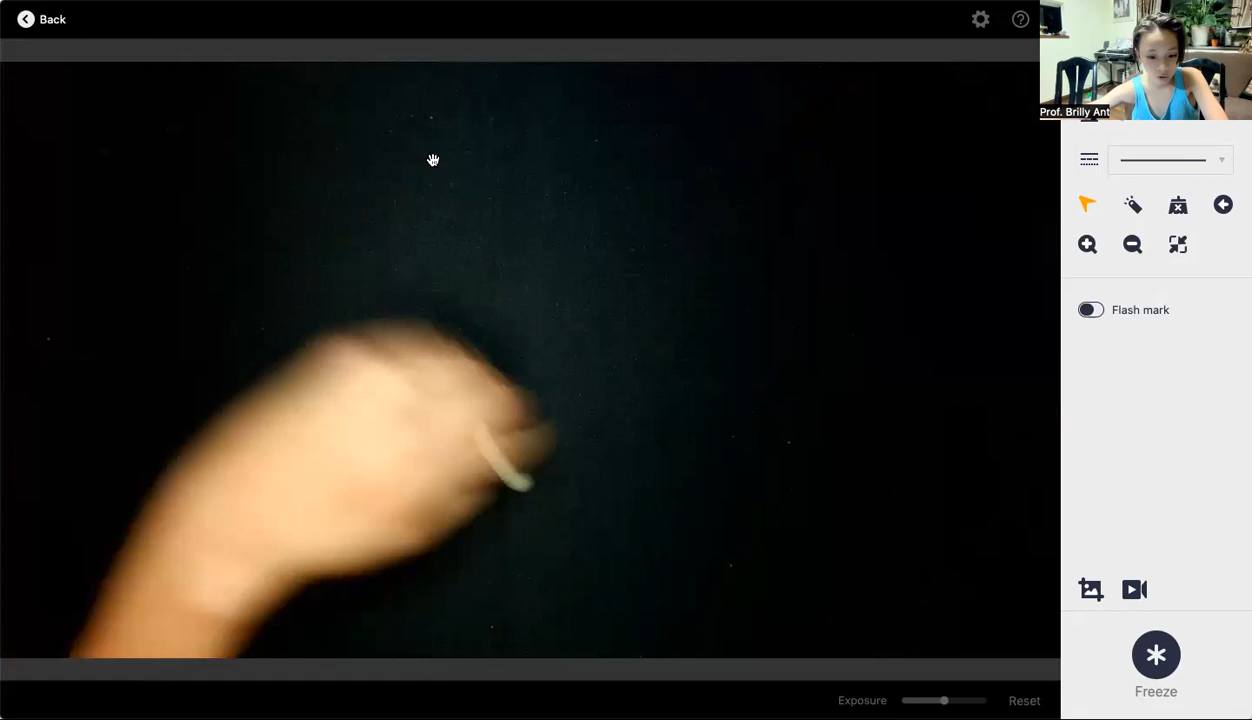 Back
Prof. Brilly Ant
Flash mark
Freeze
Exposure
Reset